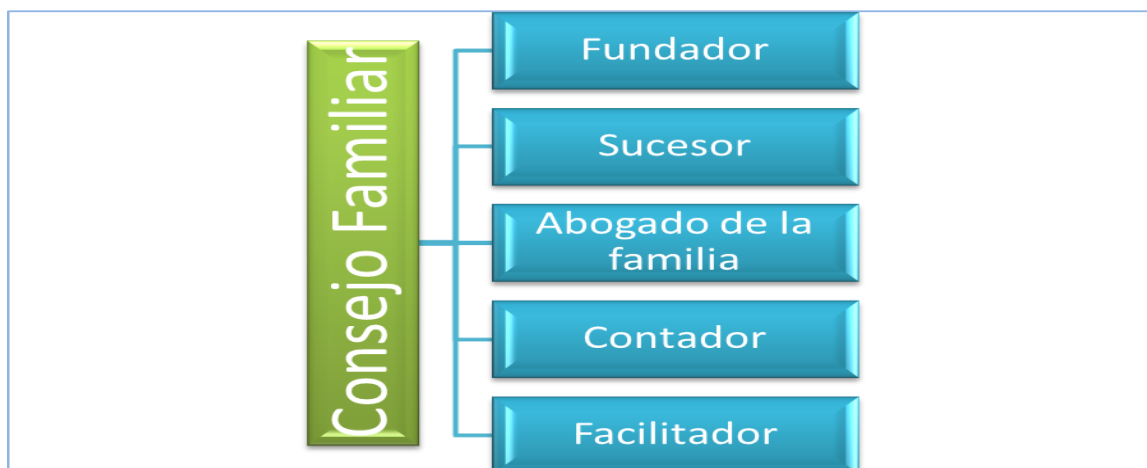 Consejo Familiar
Fundador
Sucesor
Abogado de la
familia
Contador
Facilitador